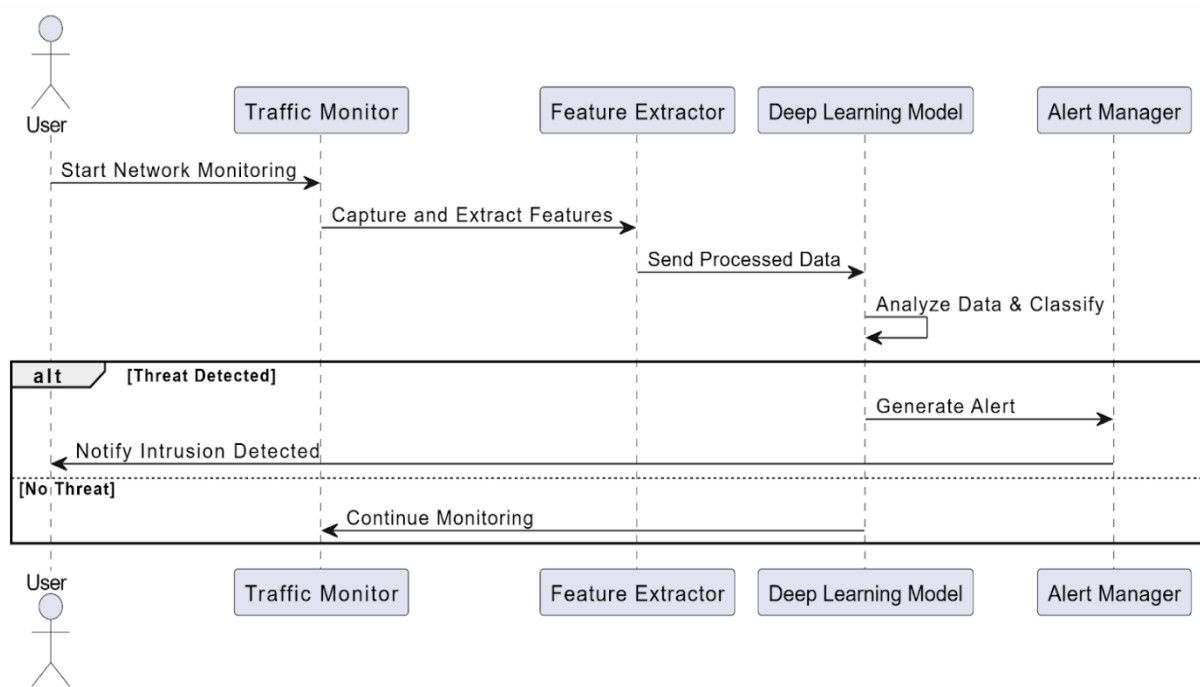 User
Traffic Monitor
Feature Extractor
Deep Learning Model
Alert Manager
Start Network Monitoring
Capture and Extract Features
Send Processed Data
Analyze Data & Classify
alt
[Threat Detected]
Generate Alert
Notify Intrusion Detected
[No Threat]
Continue Monitoring
User
Traffic Monitor
Feature Extractor
Deep Learning Model
Alert Manager